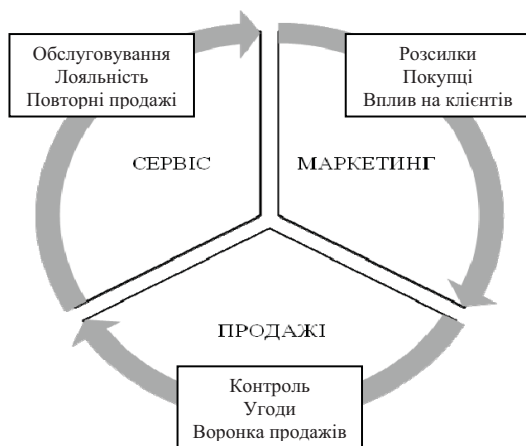 Обслуговування
Лояльність
Повторні продажі
Розсилки
Покупці
Вплив на клієнтів
СЕРВІС
МАРКЕТИНГ
ПРОДАЖІ
Контроль
Угоди
Воронка продажів